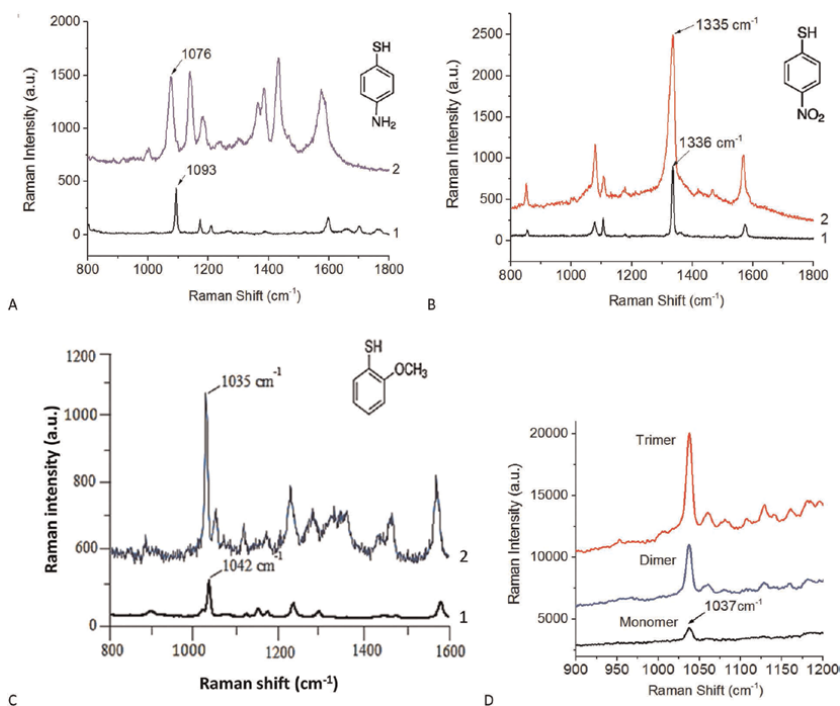 2000
1500
1000
500
0
Raman Intensity (a.u.)
1076
1093
SH
NH₂
2
1
800 1000 1200 1400 1600 1800
Raman Shift (cm⁻¹)
A
2500
2000
1500
1000
500
0
Raman Intensity (a.u.)
1335 cm⁻¹
1336 cm⁻¹
SH
NO₂
2
1
800 1000 1200 1400 1600 1800
Raman Shift (cm⁻¹)
B
1200
1000
800
600
0
Raman intensity (a.u.)
1035 cm⁻¹
1042 cm⁻¹
SH
OCH₃
2
1
800 1000 1200 1400 1600
Raman shift (cm⁻¹)
C
20000
15000
10000
5000
Raman Intensity (a.u.)
Trimer
Dimer
Monomer
1037cm⁻¹
900 950 1000 1050 1100 1150 1200
Raman Shift (cm⁻¹)
D